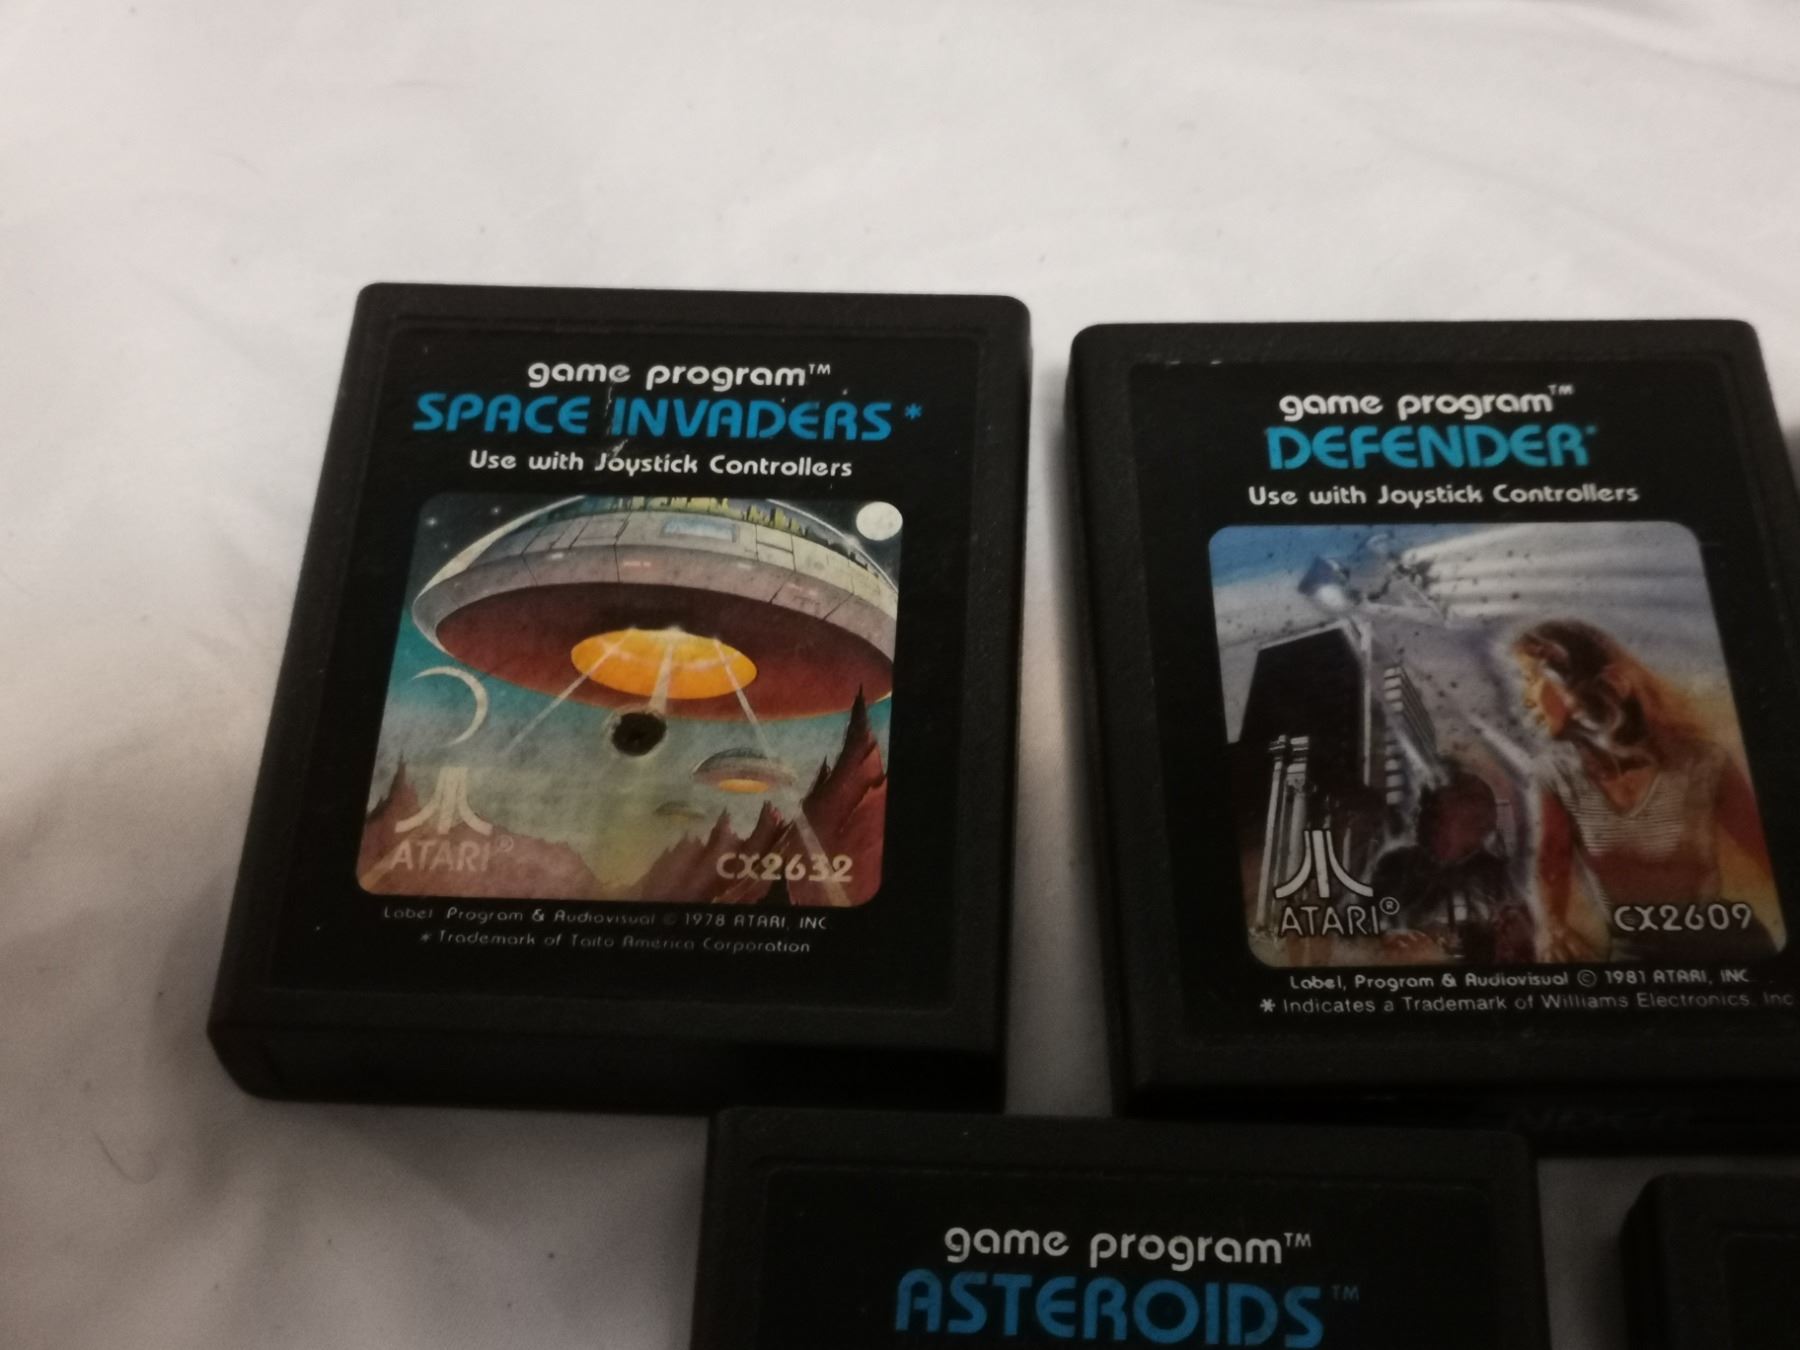 game program™
SPACE INVADERS*
Use with Joystick Controllers
ATARI®
CX2632
Label Program & Audiovisual © 1978 ATARI, INC
* Trademark of Taito America Corporation
game program™
DEFENDER*
Use with Joystick Controllers
ATARI®
CX2609
Label, Program & Audiovisual © 1981 ATARI, INC.
* Indicates a Trademark of Williams Electronics, Inc
game program™
ASTEROIDS™